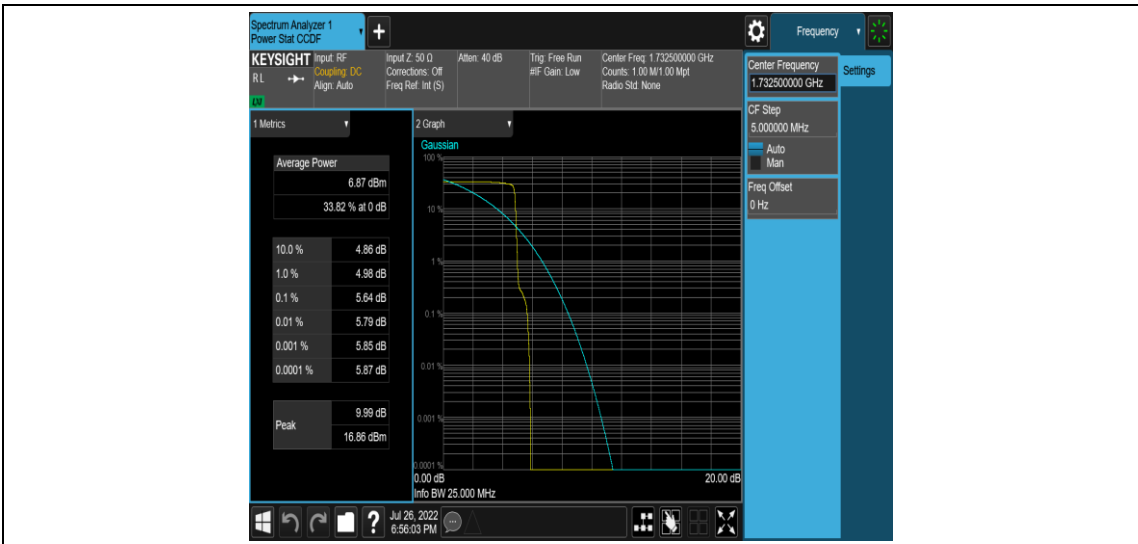 Spectrum Analyzer 1
Power Stat CCDF
+
Frequency
KEYSIGHT
RL
LXI
Input: RF
Coupling: DC
Align: Auto
Input Z: 50 Ω
Corrections: Off
Freq Ref: Int (S)
Atten: 40 dB
Trig: Free Run
#IF Gain: Low
Center Freq: 1.732500000 GHz
Counts: 1.00 M/1.00 Mpt
Radio Std: None
Center Frequency
1.732500000 GHz
Settings
CF Step
5.000000 MHz
Auto
Man
Freq Offset
0 Hz
1 Metrics
Average Power
6.87 dBm
33.82 % at 0 dB
10.0 % 4.86 dB
1.0 % 4.98 dB
0.1 % 5.64 dB
0.01 % 5.79 dB
0.001 % 5.85 dB
0.0001 % 5.87 dB
Peak
9.99 dB
16.86 dBm
2 Graph
Gaussian
100 %
10 %
1 %
0.1 %
0.01 %
0.001 %
0.0001 %
0.00 dB 20.00 dB
Info BW 25.000 MHz
?
Jul 26, 2022
6:56:03 PM